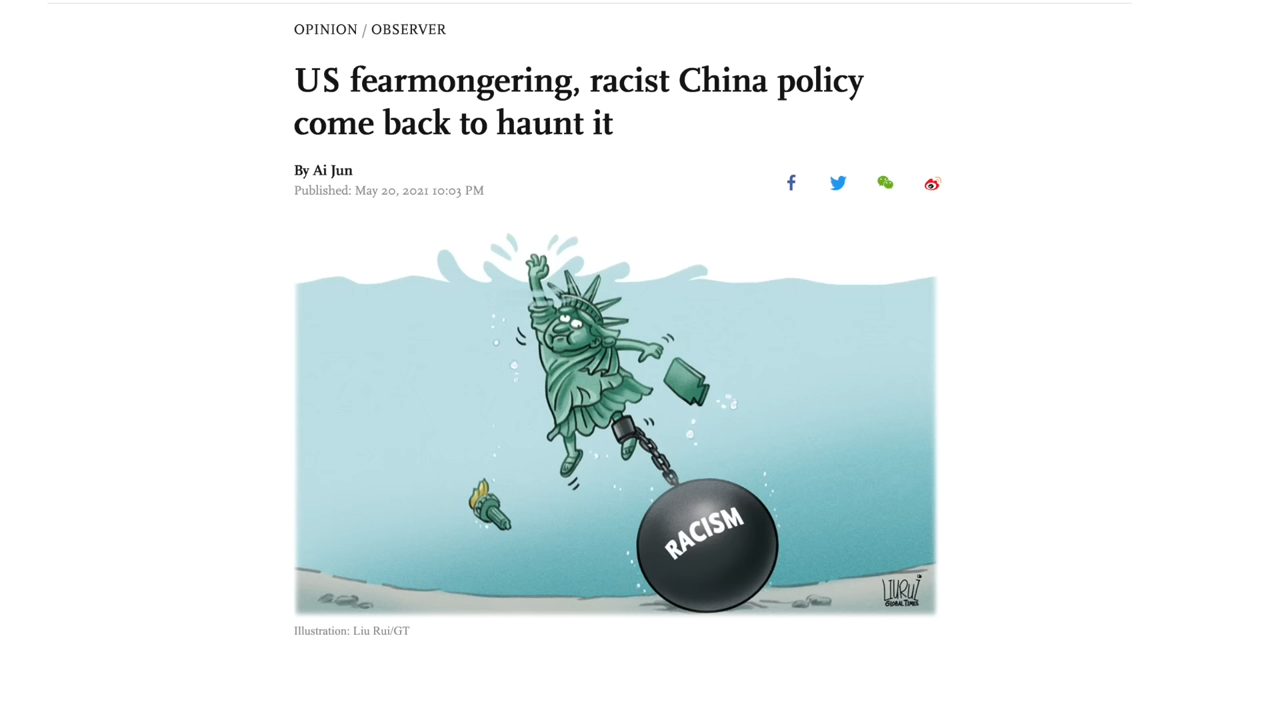 OPINION / OBSERVER
US fearmongering, racist China policy
come back to haunt it
By Ai Jun
Published: May 20, 2021 10:03 PM
RACISM
LIURUI
GLOBAL TIMES
Illustration: Liu Rui/GT